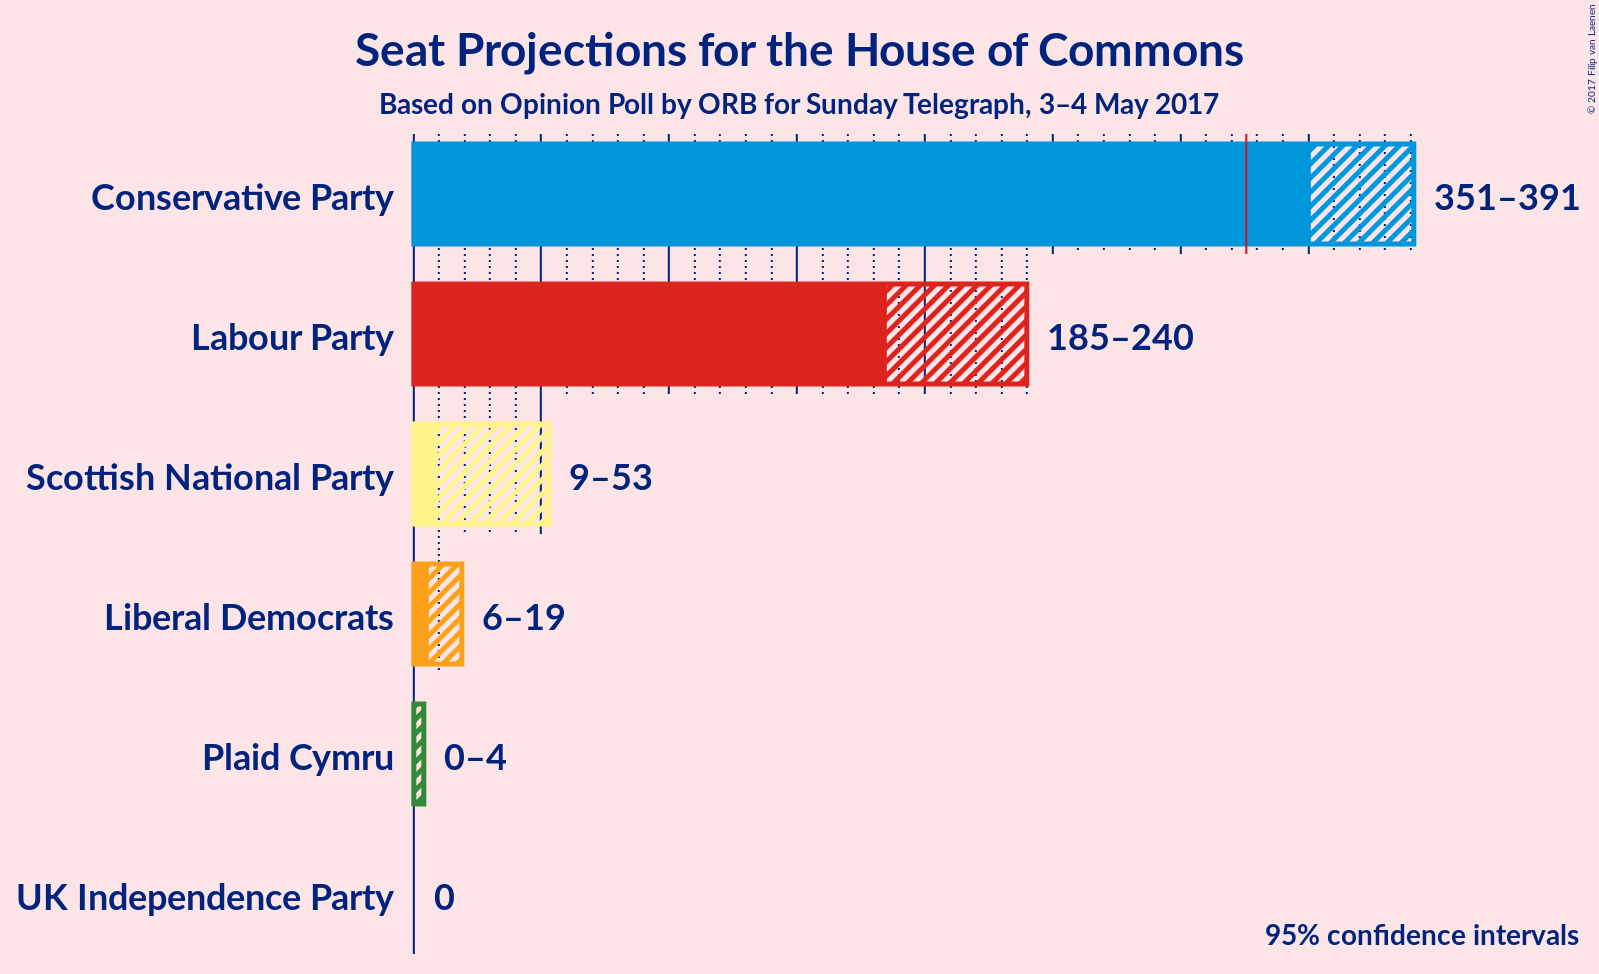 Seat Projections for the House of Commons
Based on Opinion Poll by ORB for Sunday Telegraph, 3–4 May 2017
© 2017 Filip van Laenen
Conservative Party
351–391
Labour Party
185–240
Scottish National Party
9–53
Liberal Democrats
6–19
Plaid Cymru
0–4
UK Independence Party
0
95% confidence intervals